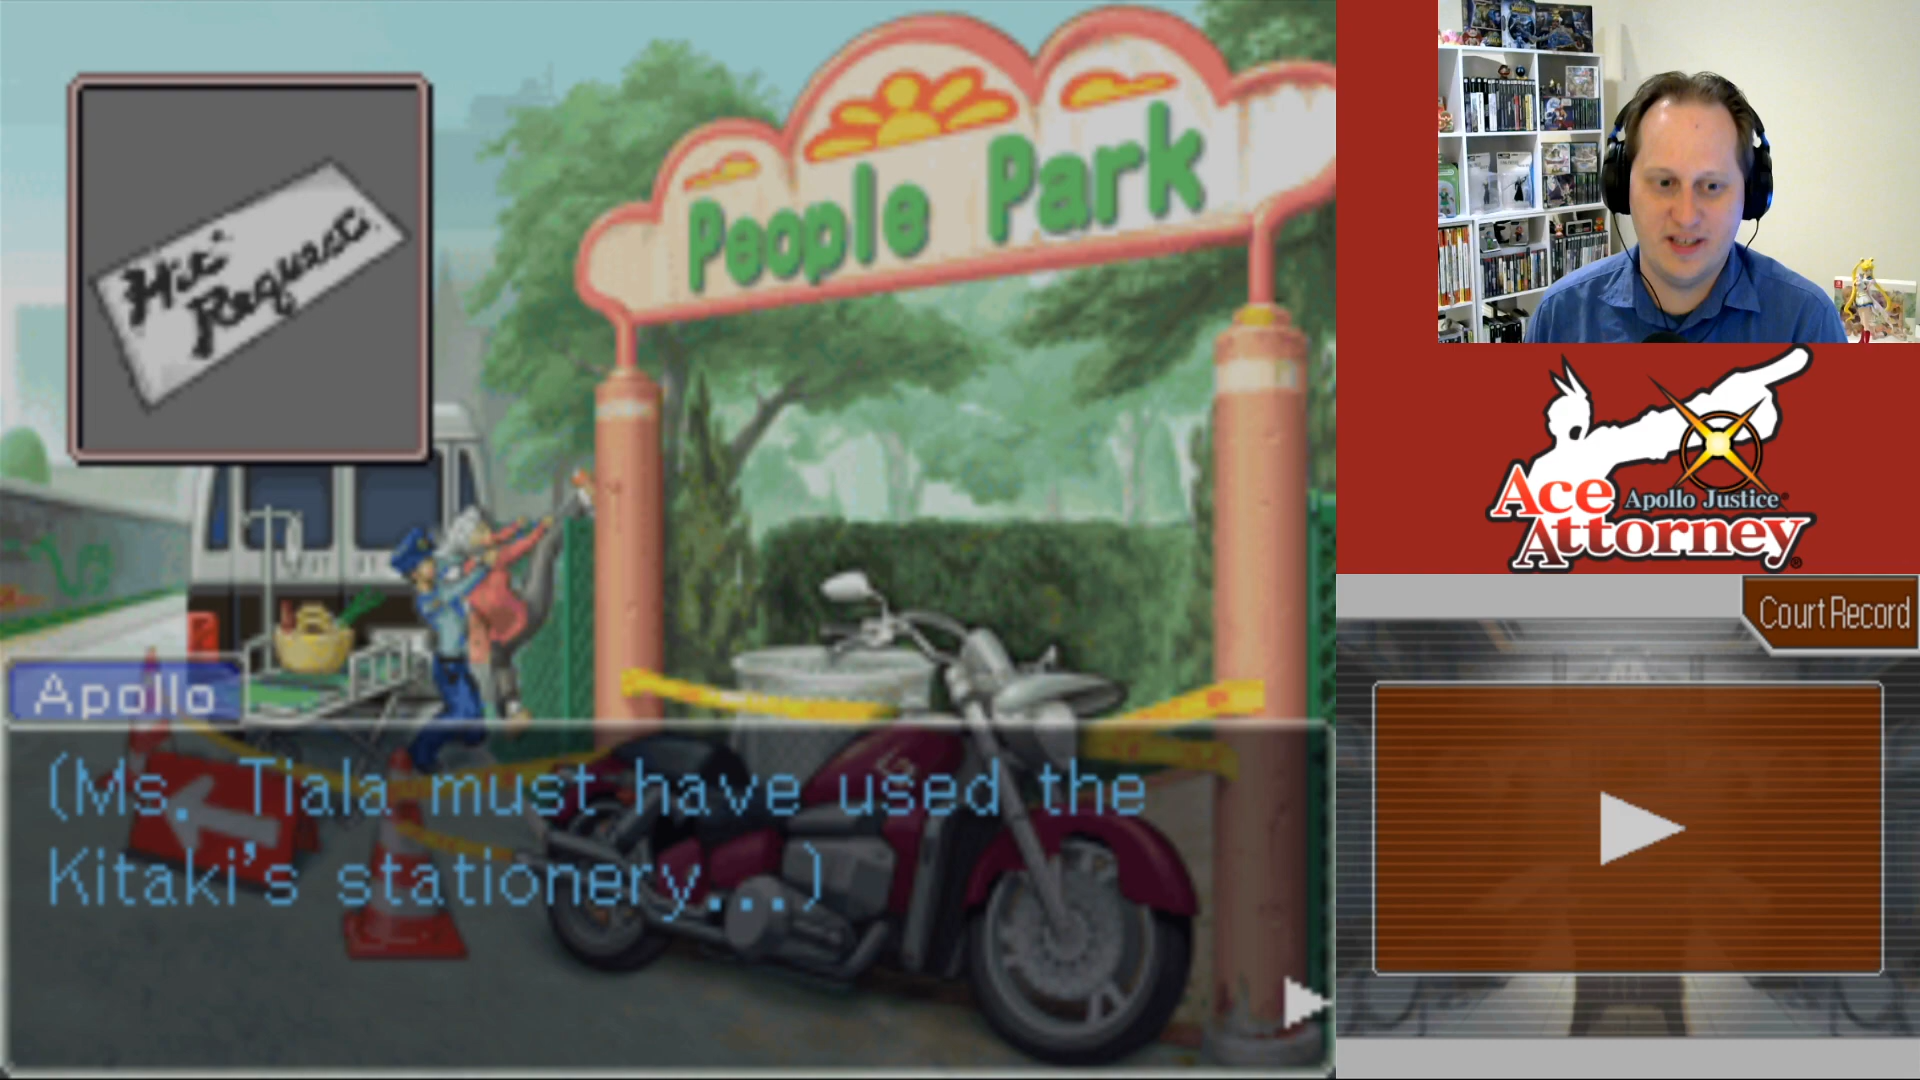 Hit
Request
People Park
Apollo
(Ms. Tiala must have used the
Kitaki's stationery...)
Ace
Apollo Justice
Attorney
Court Record